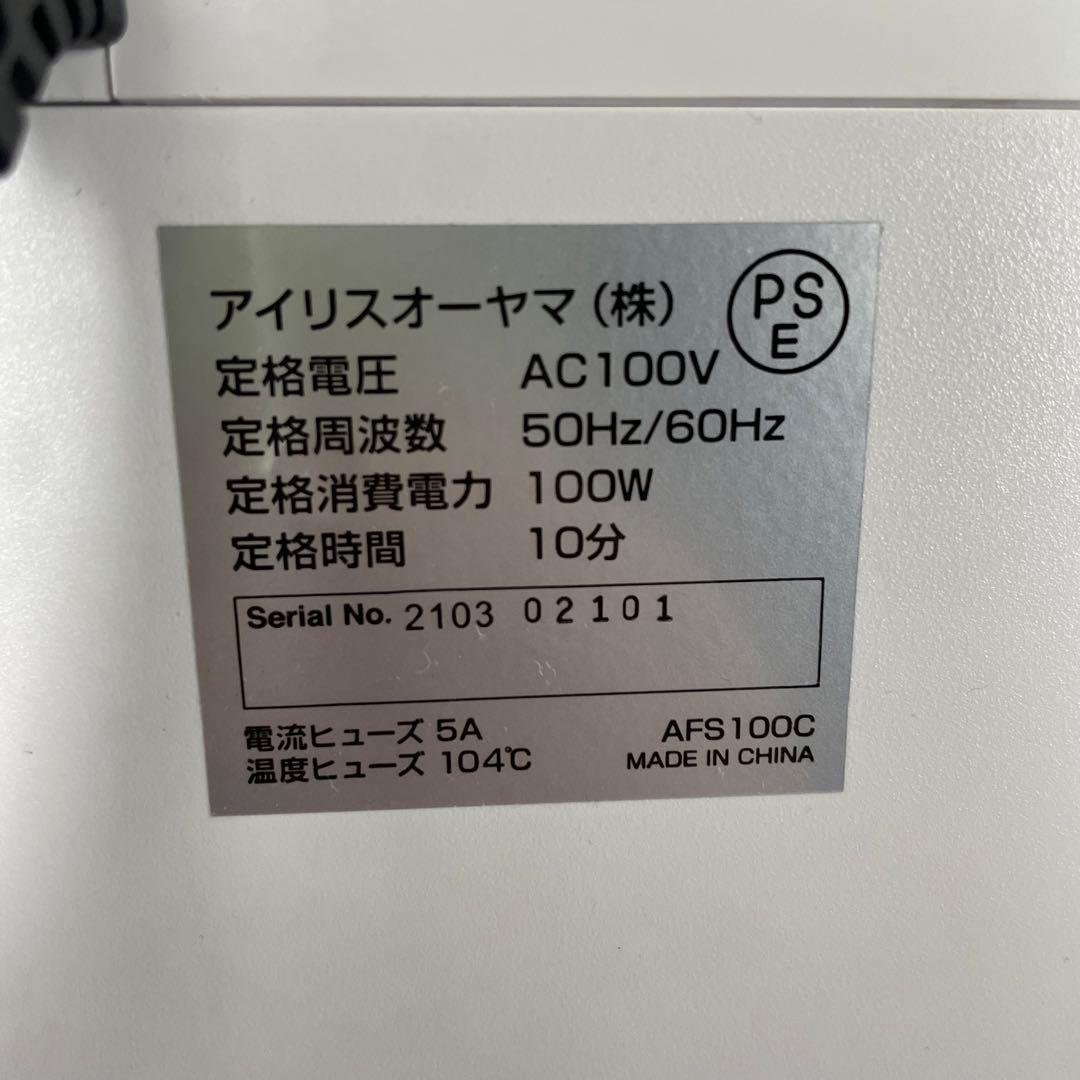 アイリスオーヤマ(株)
PS
E
定格電圧 AC100V
定格周波数 50Hz/60Hz
定格消費電力 100W
定格時間 10分
Serial No. 2103 02101
電流ヒューズ 5A AFS100C
温度ヒューズ 104℃ MADE IN CHINA